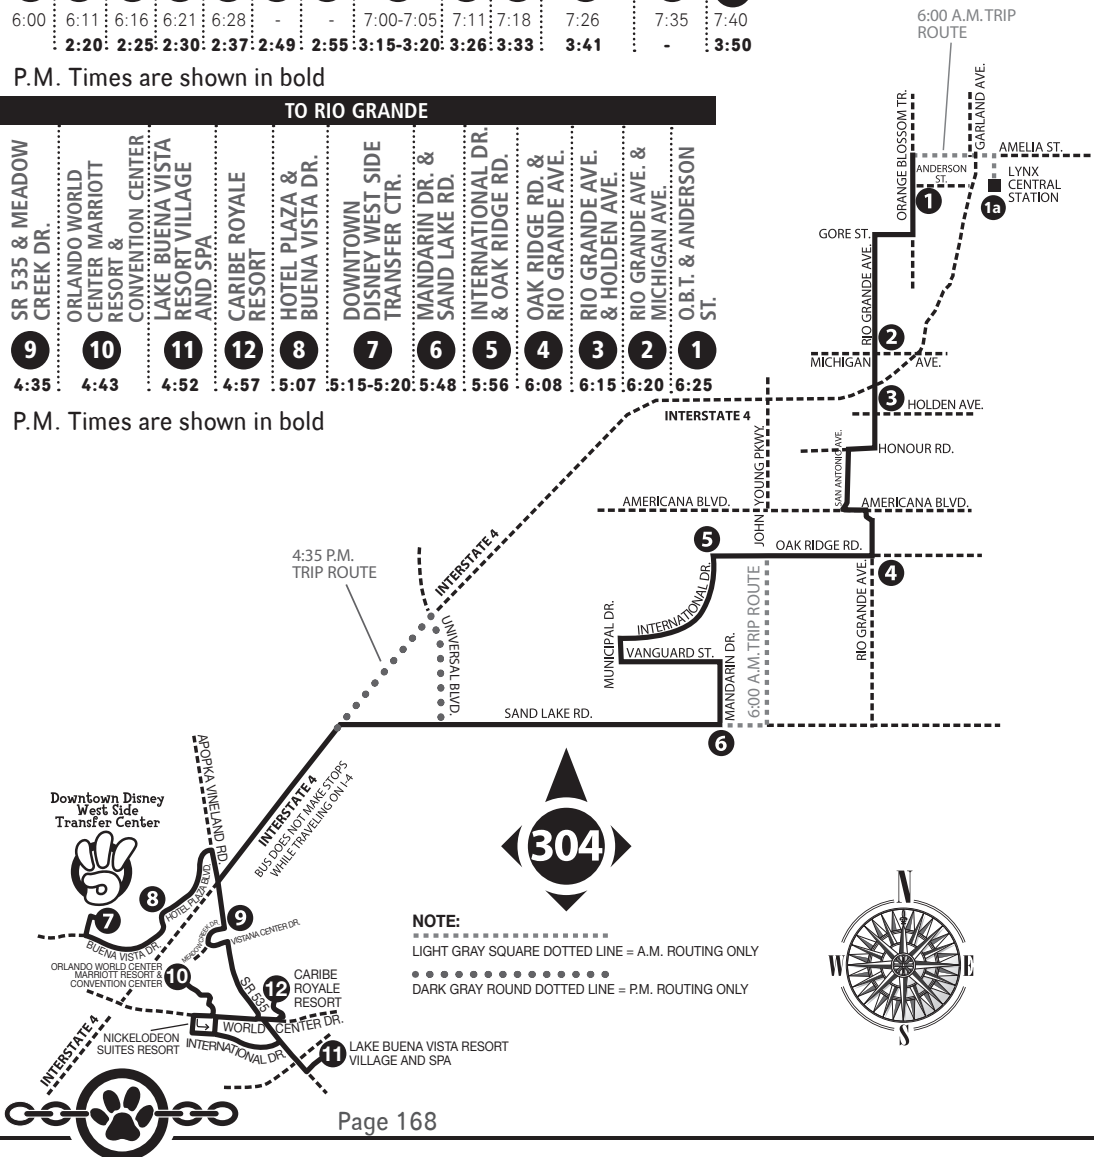 6:00 6:11 6:16 6:21 6:28 - - 7:00-7:05 7:11 7:18 7:26 7:35 7:40
2:20 2:25 2:30 2:37 2:49 2:55 3:15-3:20 3:26 3:33 3:41 - 3:50
P.M. Times are shown in bold
TO RIO GRANDE
SR 535 & MEADOW
CREEK DR.
ORLANDO WORLD
CENTER MARRIOTT
RESORT &
CONVENTION CENTER
LAKE BUENA VISTA
RESORT VILLAGE
AND SPA
CARIBE ROYALE
RESORT
HOTEL PLAZA &
BUENA VISTA DR.
DOWNTOWN
DISNEY WEST SIDE
TRANSFER CTR.
MANDARIN DR. &
SAND LAKE RD.
INTERNATIONAL DR.
& OAK RIDGE RD.
OAK RIDGE RD. &
RIO GRANDE AVE.
RIO GRANDE AVE.
& HOLDEN AVE.
RIO GRANDE AVE. &
MICHIGAN AVE.
O.B.T. & ANDERSON
ST.
9 10 11 12 8 7 6 5 4 3 2 1
4:35 4:43 4:52 4:57 5:07 5:15-5:20 5:48 5:56 6:08 6:15 6:20 6:25
P.M. Times are shown in bold
6:00 A.M. TRIP
ROUTE
ORANGE BLOSSOM TR.
GARLAND AVE.
AMELIA ST.
ANDERSON
ST.
LYNX
CENTRAL
STATION
1
1a
GORE ST.
RIO GRANDE AVE.
2
MICHIGAN AVE.
3
HOLDEN AVE.
INTERSTATE 4
JOHN YOUNG PKWY.
SAN ANTONIO AVE.
HONOUR RD.
AMERICANA BLVD.
AMERICANA BLVD.
5
OAK RIDGE RD.
4
4:35 P.M.
TRIP ROUTE
INTERSTATE 4
UNIVERSAL BLVD.
MUNICIPAL DR.
INTERNATIONAL DR.
VANGUARD ST.
MANDARIN DR.
6:00 A.M. TRIP ROUTE
RIO GRANDE AVE.
SAND LAKE RD.
6
APOPKA VINELAND RD.
INTERSTATE 4
BUS DOES NOT MAKE STOPS
WHILE TRAVELING ON I-4
Downtown Disney
West Side
Transfer Center
304
8
HOTEL PLAZA BLVD.
7
9
BUENA VISTA DR.
MEADOWCREEK DR.
VISTANA CENTER DR.
ORLANDO WORLD CENTER
MARRIOTT RESORT &
CONVENTION CENTER
10
SR 535
12
CARIBE
ROYALE
RESORT
WORLD CENTER DR.
NICKELODEON
SUITES RESORT
INTERNATIONAL DR.
INTERSTATE 4
11
LAKE BUENA VISTA RESORT
VILLAGE AND SPA
NOTE:
LIGHT GRAY SQUARE DOTTED LINE = A.M. ROUTING ONLY
DARK GRAY ROUND DOTTED LINE = P.M. ROUTING ONLY
N
W
E
S
Page 168